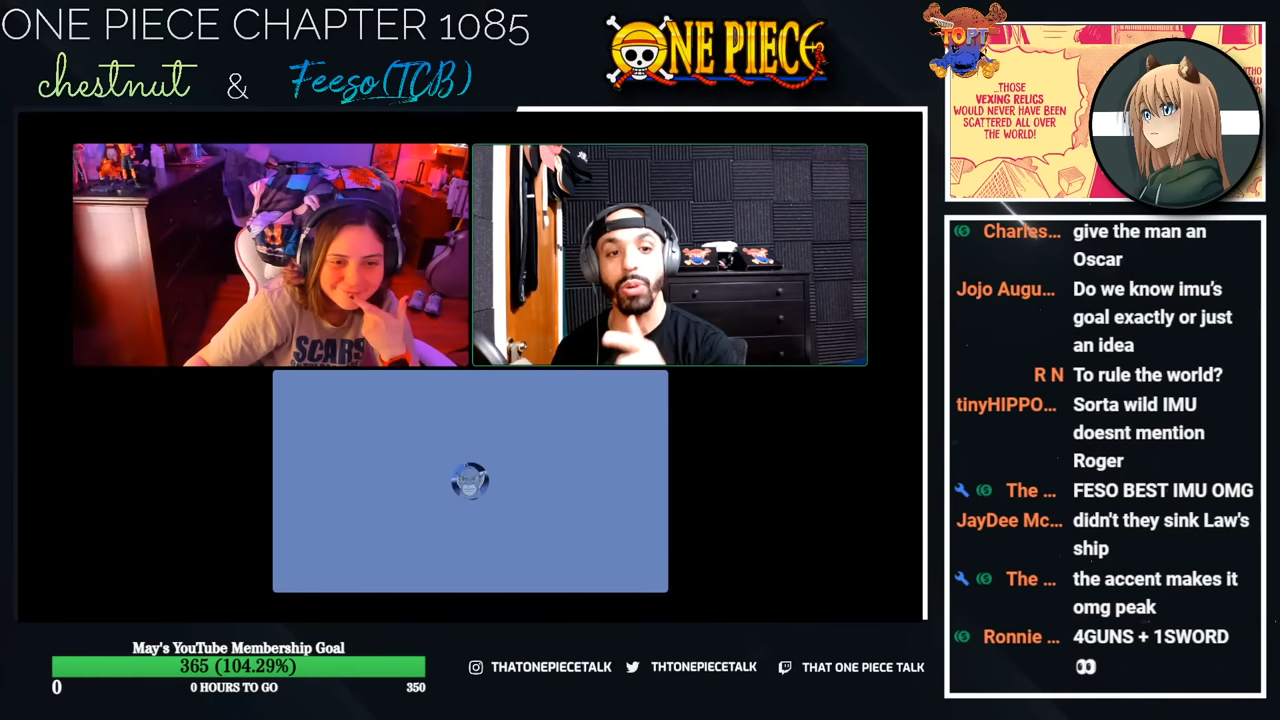 ONE PIECE CHAPTER 1085
chestnut & Feeso(TCB)
ONE PIECE
TOPT
...THOSE
VEXING RELICS
WOULD NEVER HAVE BEEN
SCATTERED ALL OVER
THE WORLD!
SCARS
Charles... give the man an
Oscar
Jojo Augu... Do we know imu's
goal exactly or just
an idea
R N To rule the world?
tinyHIPPO... Sorta wild IMU
doesnt mention
Roger
The ... FESO BEST IMU OMG
JayDee Mc... didn't they sink Law's
ship
The ... the accent makes it
omg peak
Ronnie ... 4GUNS + 1SWORD
May's YouTube Membership Goal
365 (104.29%)
0 0 HOURS TO GO 350
THATONEPIECETALK THTONEPIECETALK THAT ONE PIECE TALK